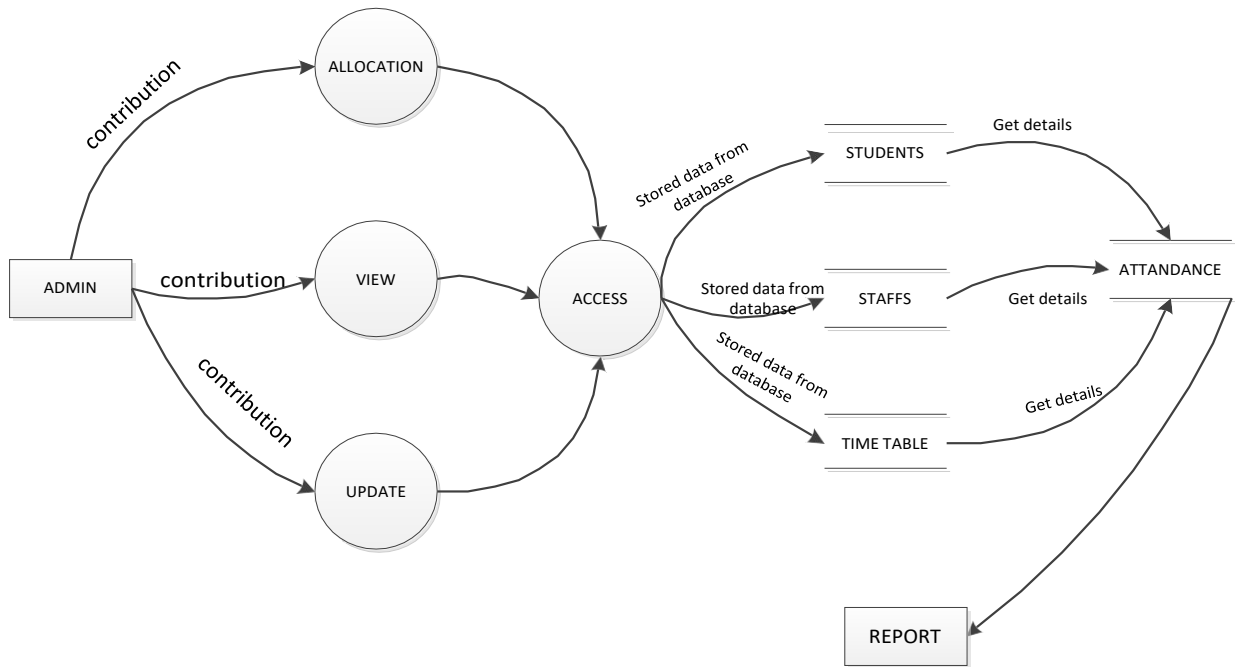 ALLOCATION
contribution
Get details
STUDENTS
Stored data from
database
ADMIN
contribution
VIEW
ACCESS
Stored data from
database
STAFFS
Get details
ATTANDANCE
contribution
Stored data from
database
Get details
TIME TABLE
UPDATE
REPORT